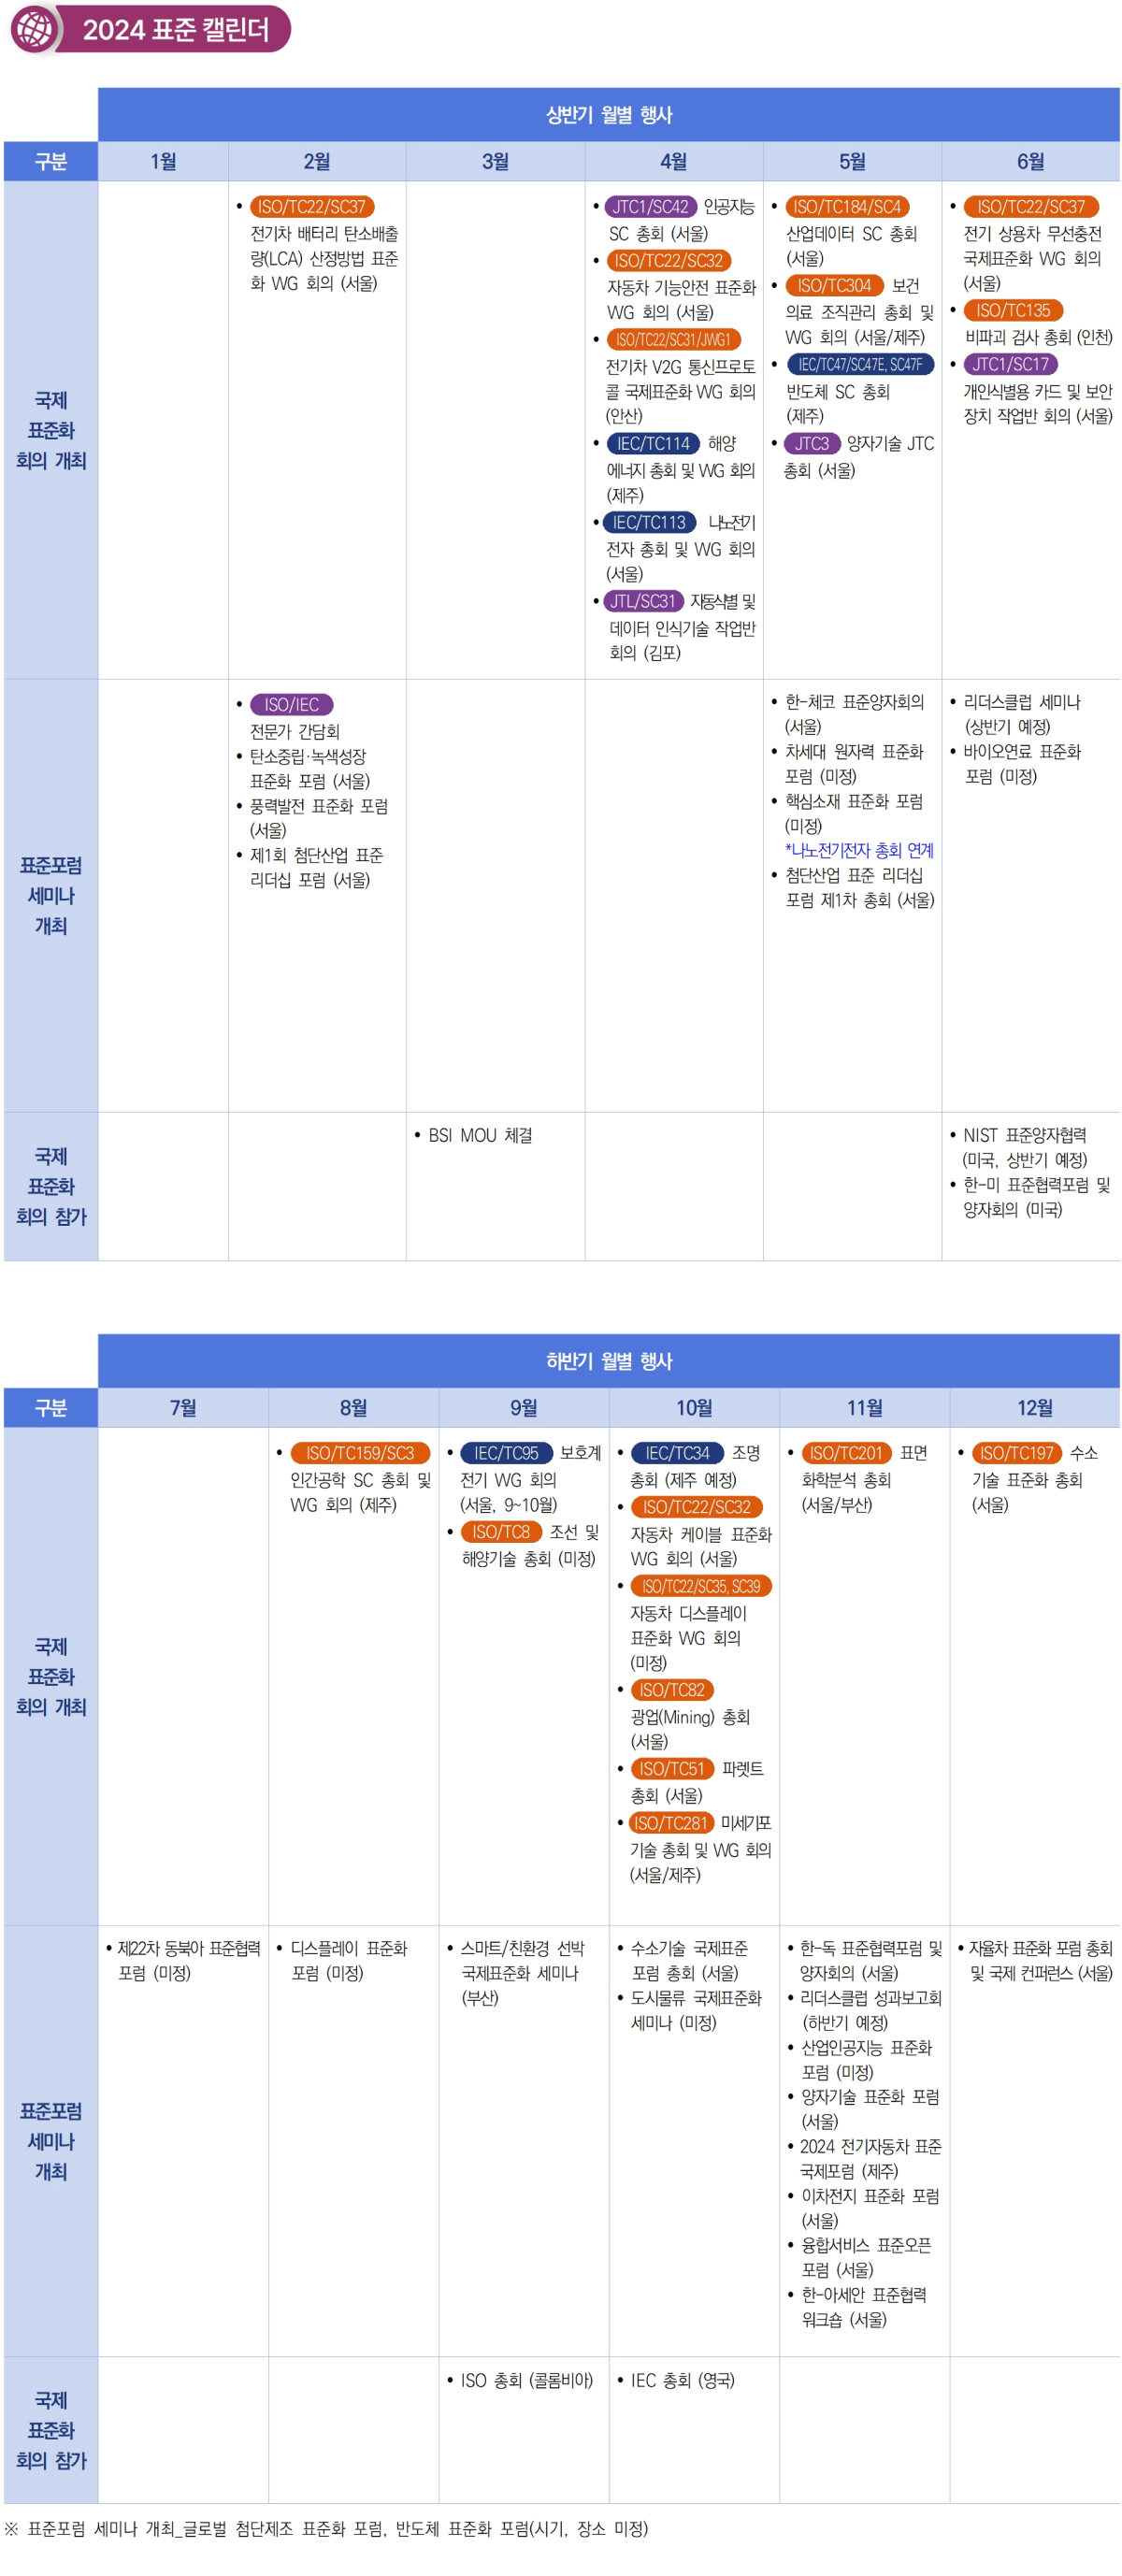 2024 표준 캘린더
상반기 월별 행사
구분
1월
2월
3월
4월
5월
6월
국제
표준화
회의 개최
• ISO/TC22/SC37
전기차 배터리 탄소배출
량(LCA) 산정방법 표준
화 WG 회의 (서울)
• JTC1/SC42 인공지능
SC 총회 (서울)
• ISO/TC22/SC32
자동차 기능안전 표준화
WG 회의 (서울)
• ISO/TC22/SC31/JWG1
전기차 V2G 통신프로토
콜 국제표준화 WG 회의
(안산)
• IEC/TC114 해양
에너지 총회 및 WG 회의
(제주)
• IEC/TC113 나노전기
전자 총회 및 WG 회의
(서울)
• JTL/SC31 자동식별 및
데이터 인식기술 작업반
회의 (김포)
• ISO/TC184/SC4
산업데이터 SC 총회
(서울)
• ISO/TC304 보건
의료 조직관리 총회 및
WG 회의 (서울/제주)
• IEC/TC47/SC47E, SC47F
반도체 SC 총회
(제주)
• JTC3 양자기술 JTC
총회 (서울)
• ISO/TC22/SC37
전기 상용차 무선충전
국제표준화 WG 회의
(서울)
• ISO/TC135
비파괴 검사 총회 (인천)
• JTC1/SC17
개인식별용 카드 및 보안
장치 작업반 회의 (서울)
표준포럼
세미나
개최
• ISO/IEC
전문가 간담회
• 탄소중립·녹색성장
표준화 포럼 (서울)
• 풍력발전 표준화 포럼
(서울)
• 제1회 첨단산업 표준
리더십 포럼 (서울)
• 한-체코 표준양자회의
(서울)
• 차세대 원자력 표준화
포럼 (미정)
• 핵심소재 표준화 포럼
(미정)
*나노전기전자 총회 연계
• 첨단산업 표준 리더십
포럼 제1차 총회 (서울)
• 리더스클럽 세미나
(상반기 예정)
• 바이오연료 표준화
포럼 (미정)
국제
표준화
회의 참가
• BSI MOU 체결
• NIST 표준양자협력
(미국, 상반기 예정)
• 한-미 표준협력포럼 및
양자회의 (미국)
하반기 월별 행사
구분
7월
8월
9월
10월
11월
12월
국제
표준화
회의 개최
• ISO/TC159/SC3
인간공학 SC 총회 및
WG 회의 (제주)
• IEC/TC95 보호계
전기 WG 회의
(서울, 9~10월)
• ISO/TC8 조선 및
해양기술 총회 (미정)
• IEC/TC34 조명
총회 (제주 예정)
• ISO/TC22/SC32
자동차 케이블 표준화
WG 회의 (서울)
• ISO/TC22/SC35, SC39
자동차 디스플레이
표준화 WG 회의
(미정)
• ISO/TC82
광업(Mining) 총회
(서울)
• ISO/TC51 파렛트
총회 (서울)
• ISO/TC281 미세기포
기술 총회 및 WG 회의
(서울/제주)
• ISO/TC201 표면
화학분석 총회
(서울/부산)
• ISO/TC197 수소
기술 표준화 총회
(서울)
표준포럼
세미나
개최
• 제22차 동북아 표준협력
포럼 (미정)
• 디스플레이 표준화
포럼 (미정)
• 스마트/친환경 선박
국제표준화 세미나
(부산)
• 수소기술 국제표준
포럼 총회 (서울)
• 도시물류 국제표준화
세미나 (미정)
• 한-독 표준협력포럼 및
양자회의 (서울)
• 리더스클럽 성과보고회
(하반기 예정)
• 산업인공지능 표준화
포럼 (미정)
• 양자기술 표준화 포럼
(서울)
• 2024 전기자동차 표준
국제포럼 (제주)
• 이차전지 표준화 포럼
(서울)
• 융합서비스 표준오픈
포럼 (서울)
• 한-아세안 표준협력
워크숍 (서울)
• 자율차 표준화 포럼 총회
및 국제 컨퍼런스 (서울)
국제
표준화
회의 참가
• ISO 총회 (콜롬비아)
• IEC 총회 (영국)
※ 표준포럼 세미나 개최_글로벌 첨단제조 표준화 포럼, 반도체 표준화 포럼(시기, 장소 미정)